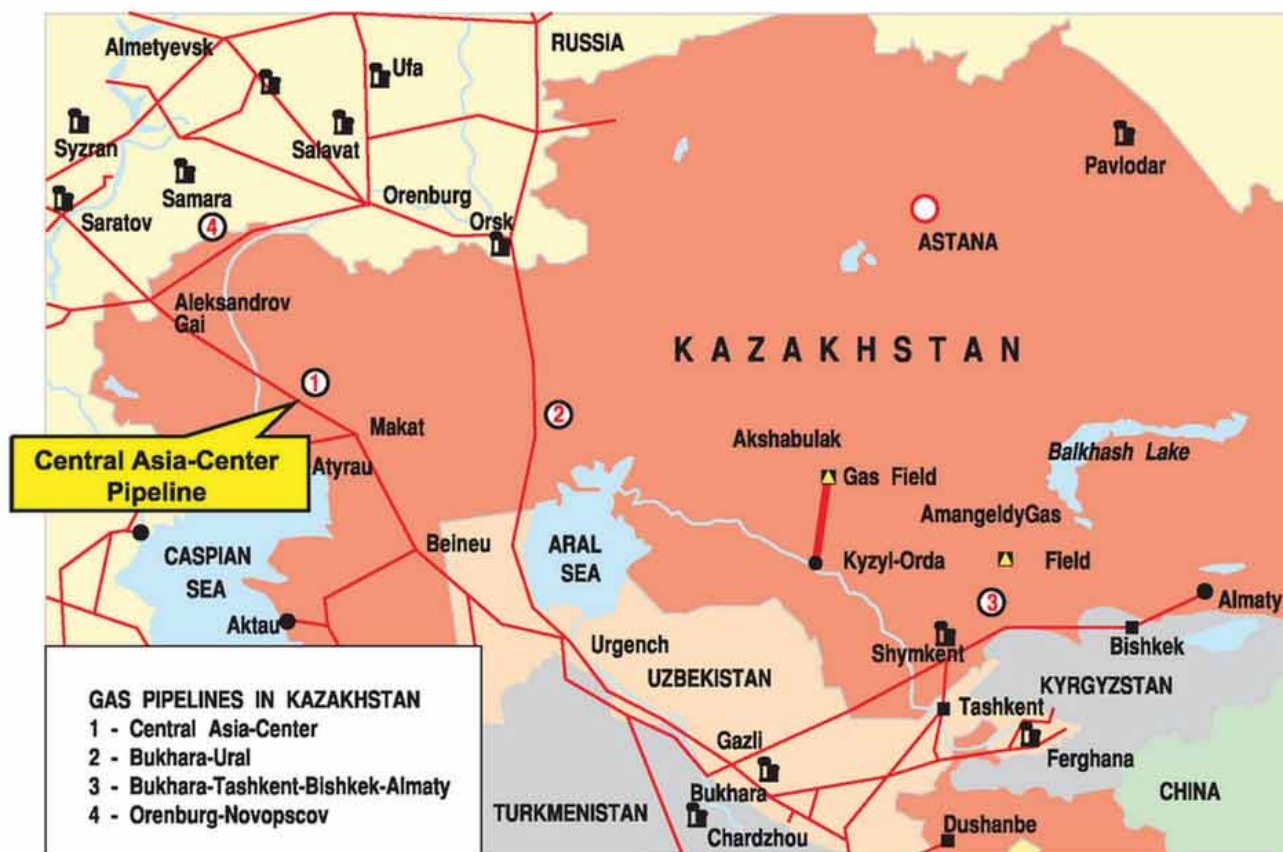 Almetyevsk
RUSSIA
Ufa
Syzran
Salavat
Pavlodar
Samara
Orenburg
Saratov
4
Orsk
ASTANA
Aleksandrov
Gai
KAZAKHSTAN
1
2
Makat
Akshabulak
Central Asia-Center
Pipeline
Atyrau
Gas Field
Balkhash Lake
AmangeldyGas
Field
Beineu
ARAL
SEA
CASPIAN
SEA
Kyzyl-Orda
3
Almaty
Aktau
Urgench
Shymkent
Bishkek
UZBEKISTAN
KYRGYZSTAN
Tashkent
Gazli
Ferghana
Bukhara
CHINA
TURKMENISTAN
Chardzhou
Dushanbe
GAS PIPELINES IN KAZAKHSTAN
1 - Central Asia-Center
2 - Bukhara-Ural
3 - Bukhara-Tashkent-Bishkek-Almaty
4 - Orenburg-Novopscov